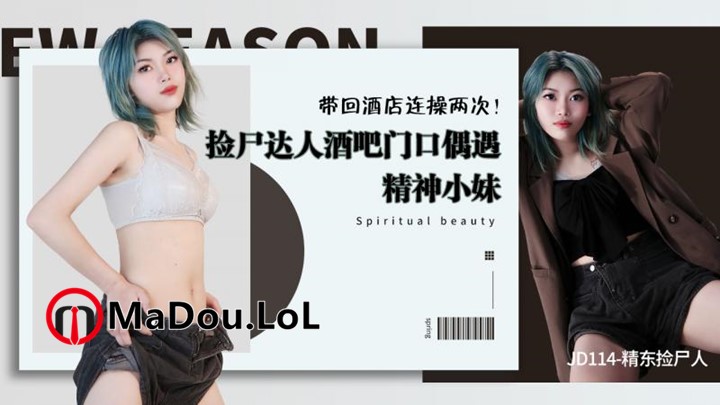 EW SEASON
带回酒店连操两次!
捡尸达人酒吧门口偶遇
精神小妹
Spiritual beauty
spring
MaDou.LoL
JD114-精东捡尸人